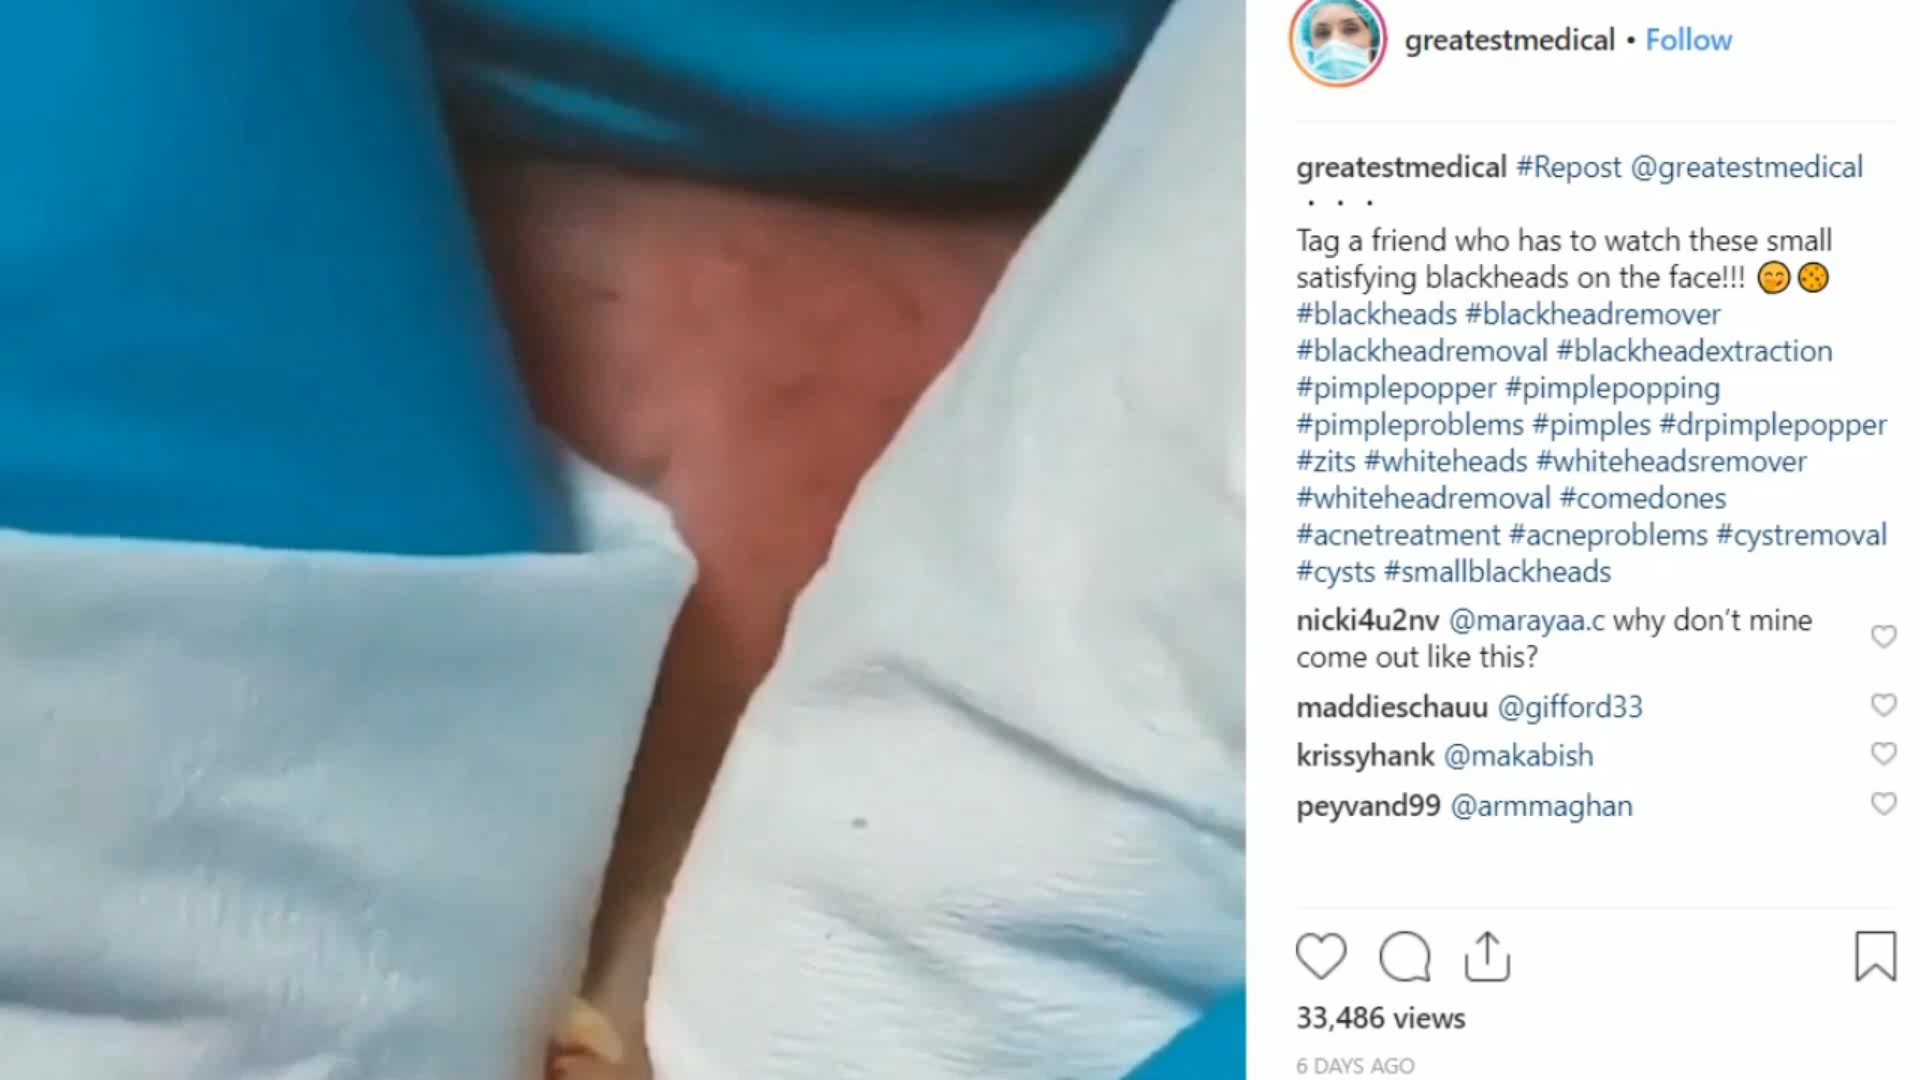 greatestmedical • Follow
greatestmedical #Repost @greatestmedical
· · ·
Tag a friend who has to watch these small
satisfying blackheads on the face!!! 😋🍪
#blackheads #blackheadremover
#blackheadremoval #blackheadextraction
#pimplepopper #pimplepopping
#pimpleproblems #pimples #drpimplepopper
#zits #whiteheads #whiteheadsremover
#whiteheadremoval #comedones
#acnetreatment #acneproblems #cystremoval
#cysts #smallblackheads
nicki4u2nv @marayaa.c why don’t mine
come out like this?
maddieschauu @gifford33
krissyhank @makabish
peyvand99 @armmaghan
33,486 views
6 DAYS AGO